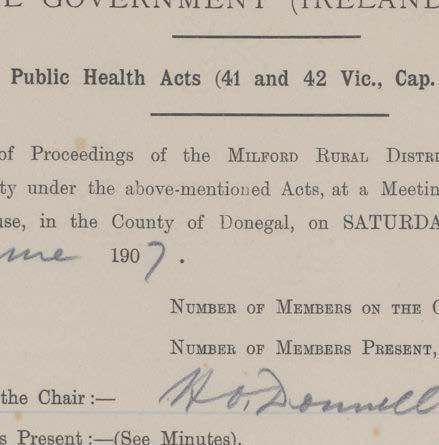 GOVERNMENT (IRELAND
Public Health Acts (41 and 42 Vic., Cap.
of Proceedings of the MILFORD RURAL DISTRI
ty under the above-mentioned Acts, at a Meetin
use, in the County of Donegal, on SATURDA
une 1907.
NUMBER OF MEMBERS ON THE
NUMBER OF MEMBERS PRESENT,
the Chair :— H O'Donnell
s Present :—(See Minutes).